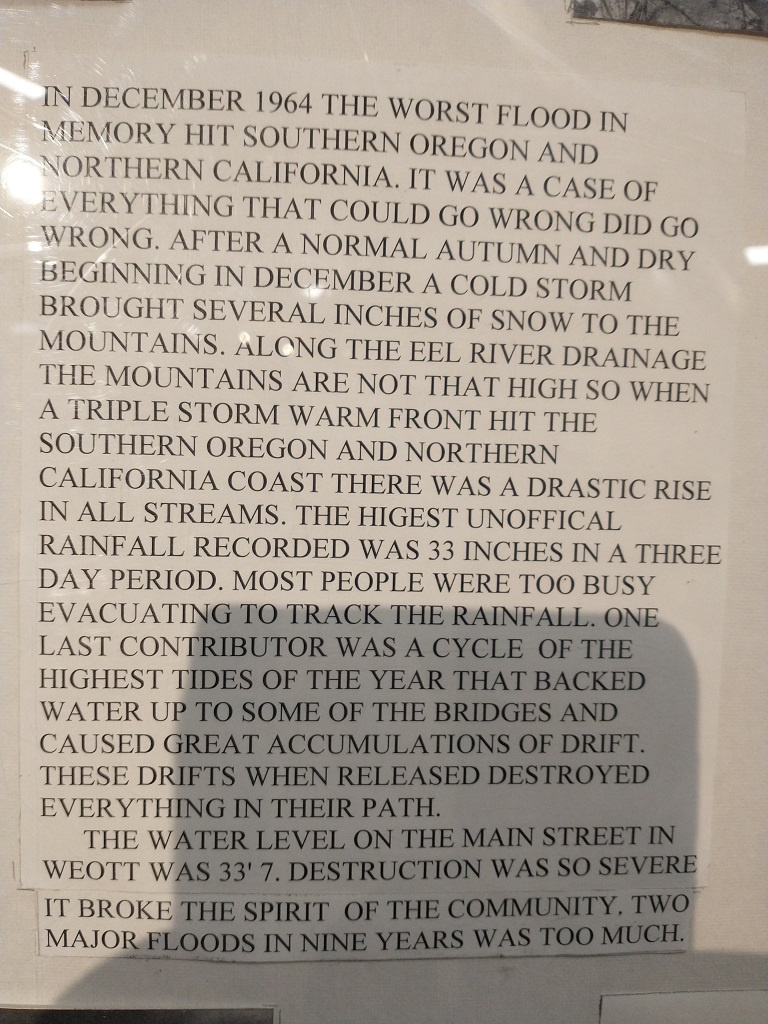 IN DECEMBER 1964 THE WORST FLOOD IN
MEMORY HIT SOUTHERN OREGON AND
NORTHERN CALIFORNIA. IT WAS A CASE OF
EVERYTHING THAT COULD GO WRONG DID GO
WRONG. AFTER A NORMAL AUTUMN AND DRY
BEGINNING IN DECEMBER A COLD STORM
BROUGHT SEVERAL INCHES OF SNOW TO THE
MOUNTAINS. ALONG THE EEL RIVER DRAINAGE
THE MOUNTAINS ARE NOT THAT HIGH SO WHEN
A TRIPLE STORM WARM FRONT HIT THE
SOUTHERN OREGON AND NORTHERN
CALIFORNIA COAST THERE WAS A DRASTIC RISE
IN ALL STREAMS. THE HIGEST UNOFFICAL
RAINFALL RECORDED WAS 33 INCHES IN A THREE
DAY PERIOD. MOST PEOPLE WERE TOO BUSY
EVACUATING TO TRACK THE RAINFALL. ONE
LAST CONTRIBUTOR WAS A CYCLE OF THE
HIGHEST TIDES OF THE YEAR THAT BACKED
WATER UP TO SOME OF THE BRIDGES AND
CAUSED GREAT ACCUMULATIONS OF DRIFT.
THESE DRIFTS WHEN RELEASED DESTROYED
EVERYTHING IN THEIR PATH.
THE WATER LEVEL ON THE MAIN STREET IN
WEOTT WAS 33' 7. DESTRUCTION WAS SO SEVERE
IT BROKE THE SPIRIT OF THE COMMUNITY. TWO
MAJOR FLOODS IN NINE YEARS WAS TOO MUCH.